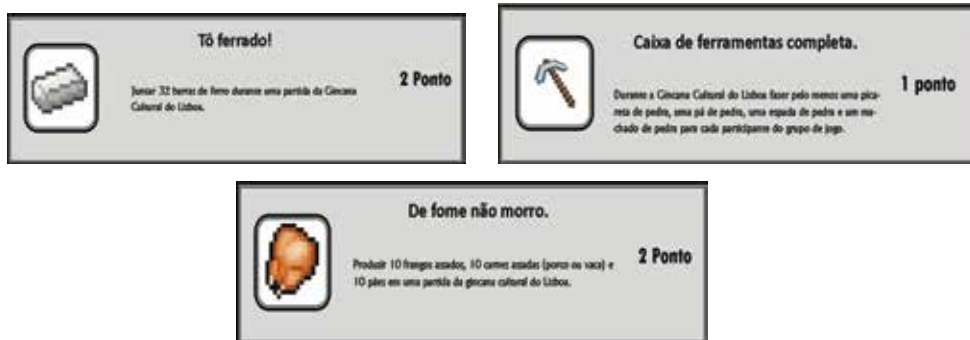 Tô ferrado!
2 Ponto
Juntar 32 barras de ferro durante uma partida da Gincana
Cultural do Lisboa.
Caixa de ferramentas completa.
1 ponto
Durante a Gincana Cultural do Lisboa fazer pelo menos uma pica-
reta de pedra, uma pá de pedra, uma espada de pedra e um ma-
chado de pedra para cada participante do grupo de jogo.
De fome não morro.
2 Ponto
Produzir 10 frangos assados, 10 carnes assadas (porco ou vaca) e
10 pães em uma partida da gincana cultural do Lisboa.